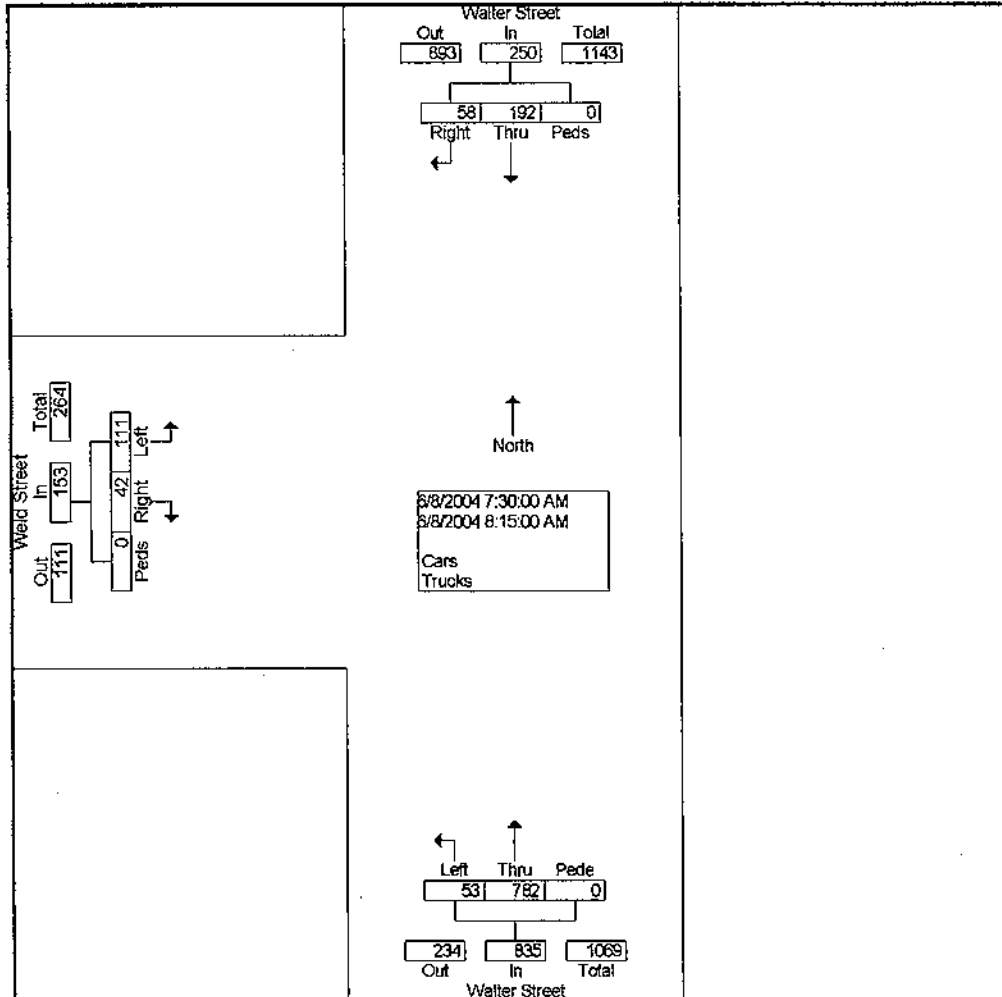 Walter Street
Out In Total
893 250 1143
58 192 0
Right Thru Peds
Weld Street
Total In Out
264 153 111
111 42 0
Left Right Peds
North
6/8/2004 7:30:00 AM
6/8/2004 8:15:00 AM
Cars
Trucks
Left Thru Peds
53 782 0
234 835 1069
Out In Total
Walter Street